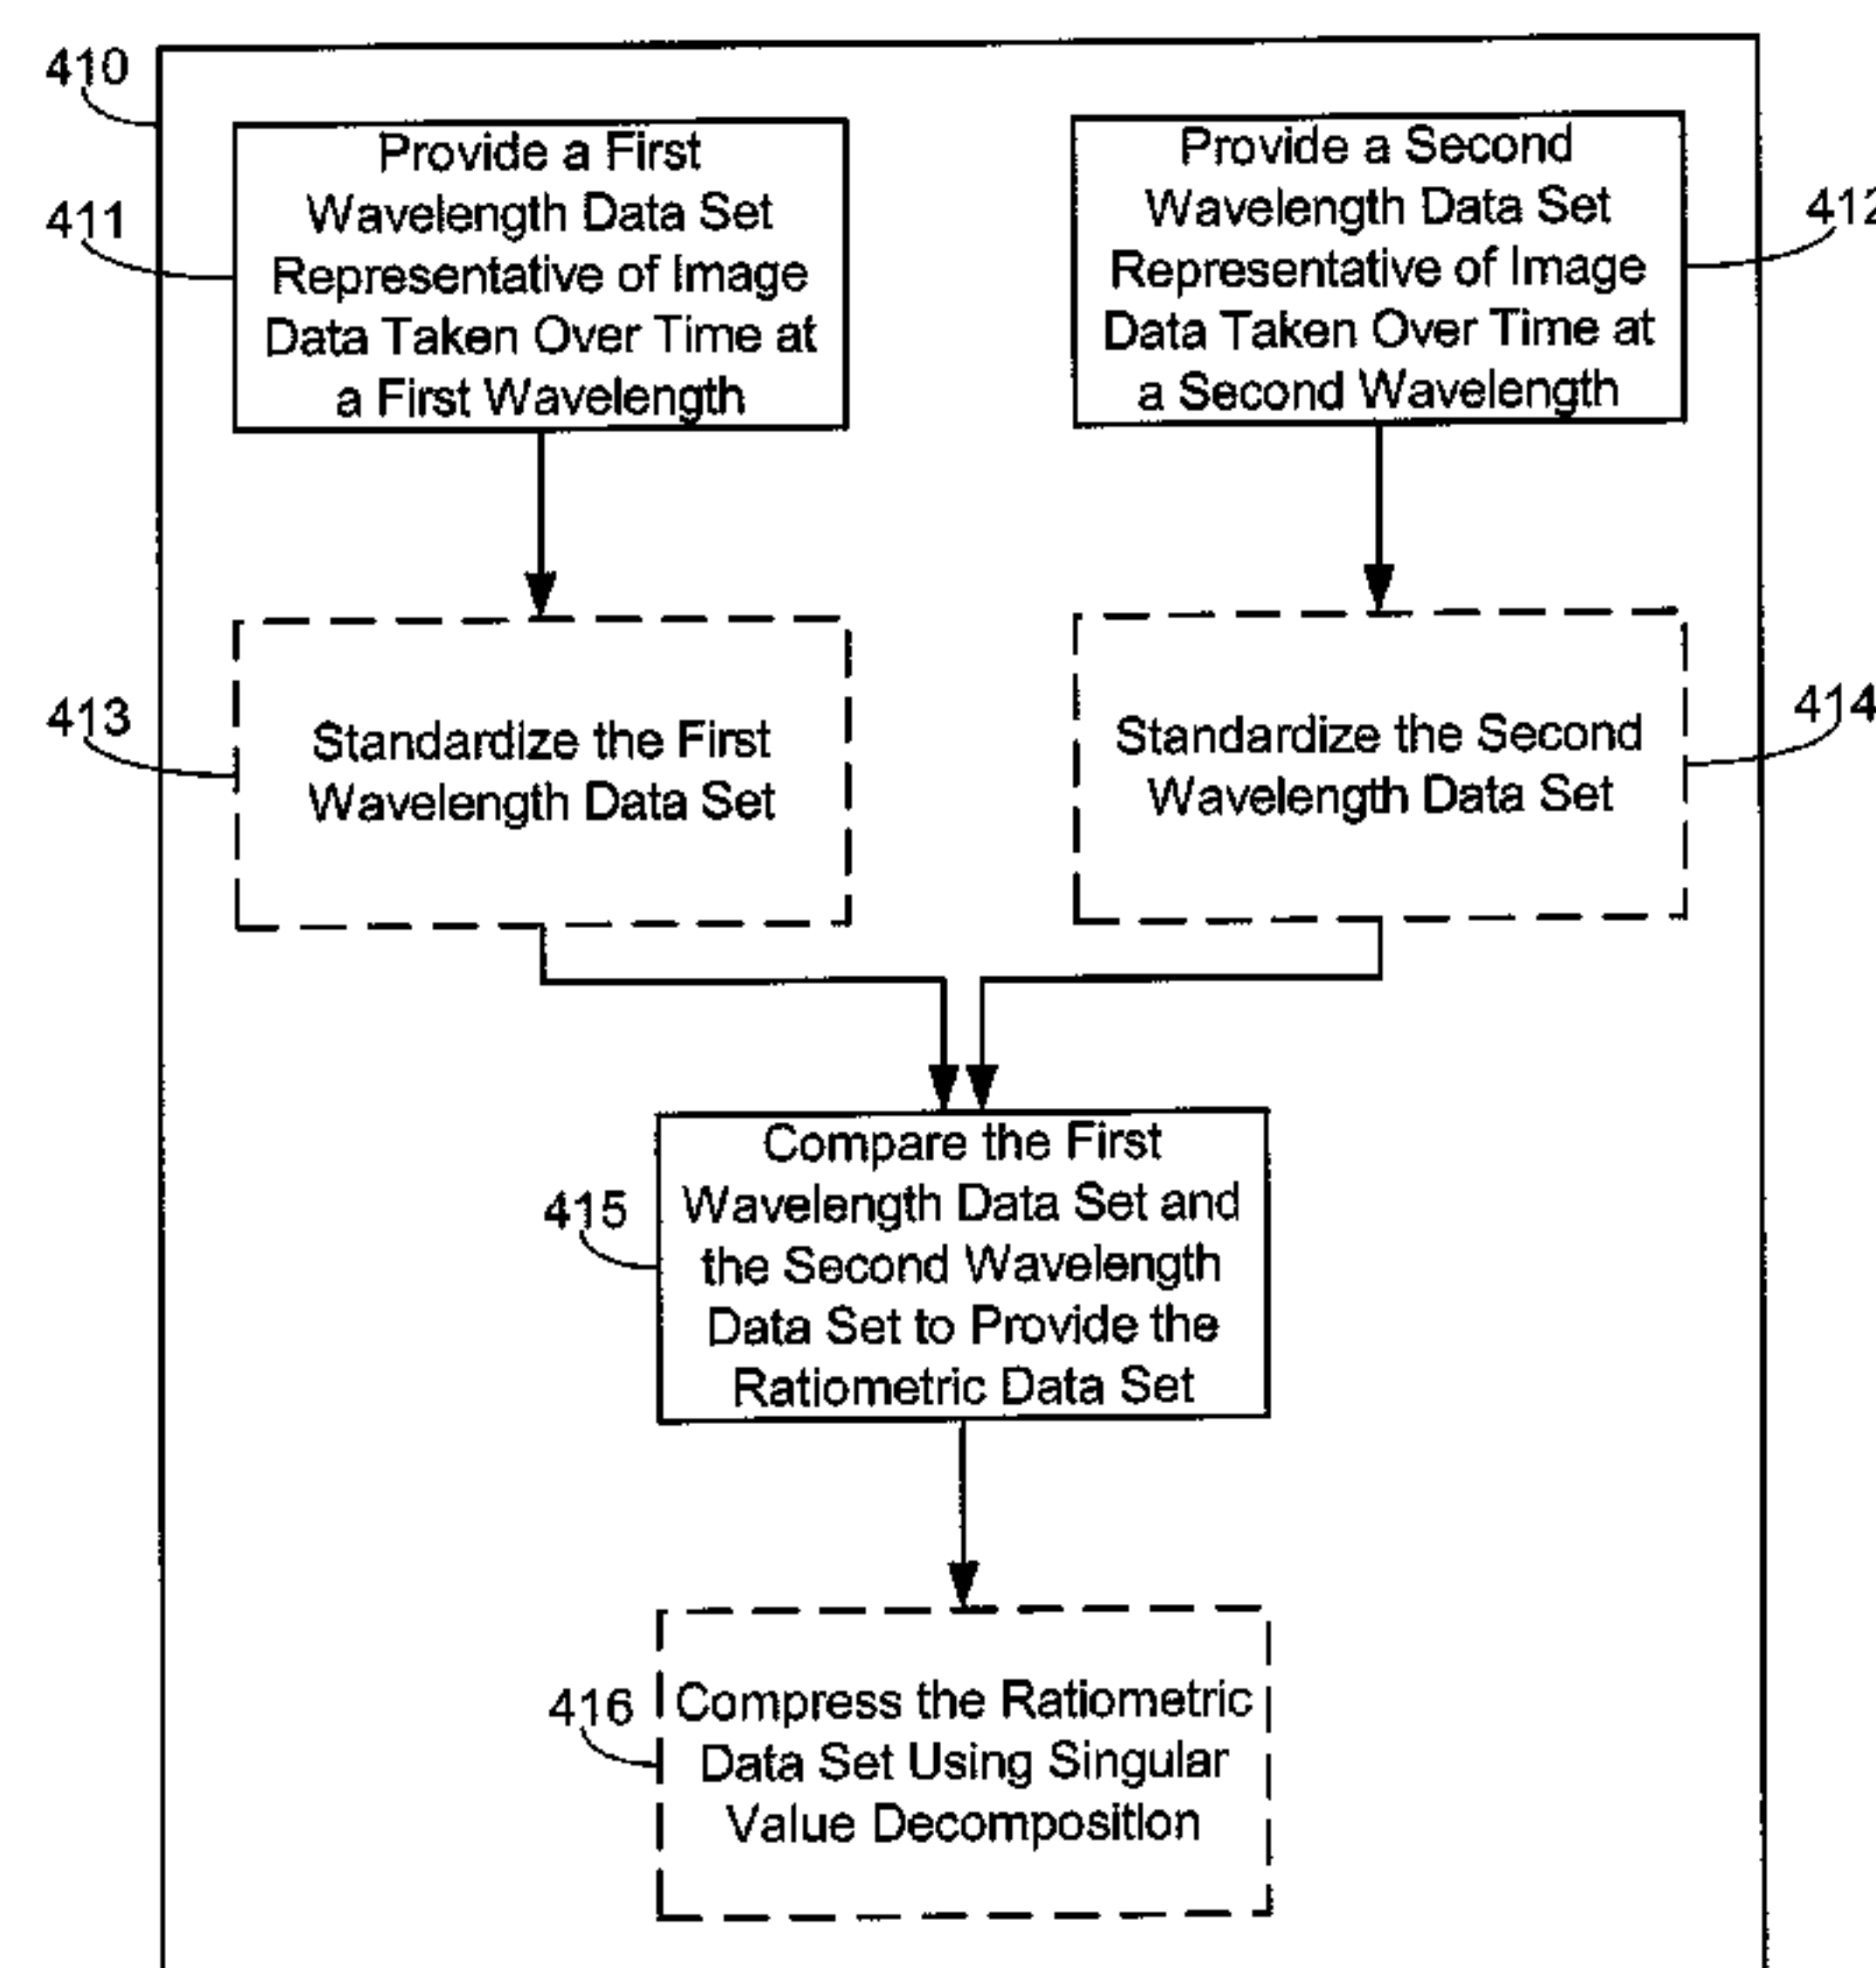 410
Provide a First
Wavelength Data Set
Representative of Image
Data Taken Over Time at
a First Wavelength
411
Provide a Second
Wavelength Data Set
Representative of Image
Data Taken Over Time at
a Second Wavelength
412
413
Standardize the First
Wavelength Data Set
Standardize the Second
Wavelength Data Set
414
415
Compare the First
Wavelength Data Set and
the Second Wavelength
Data Set to Provide the
Ratiometric Data Set
416
Compress the Ratiometric
Data Set Using Singular
Value Decomposition